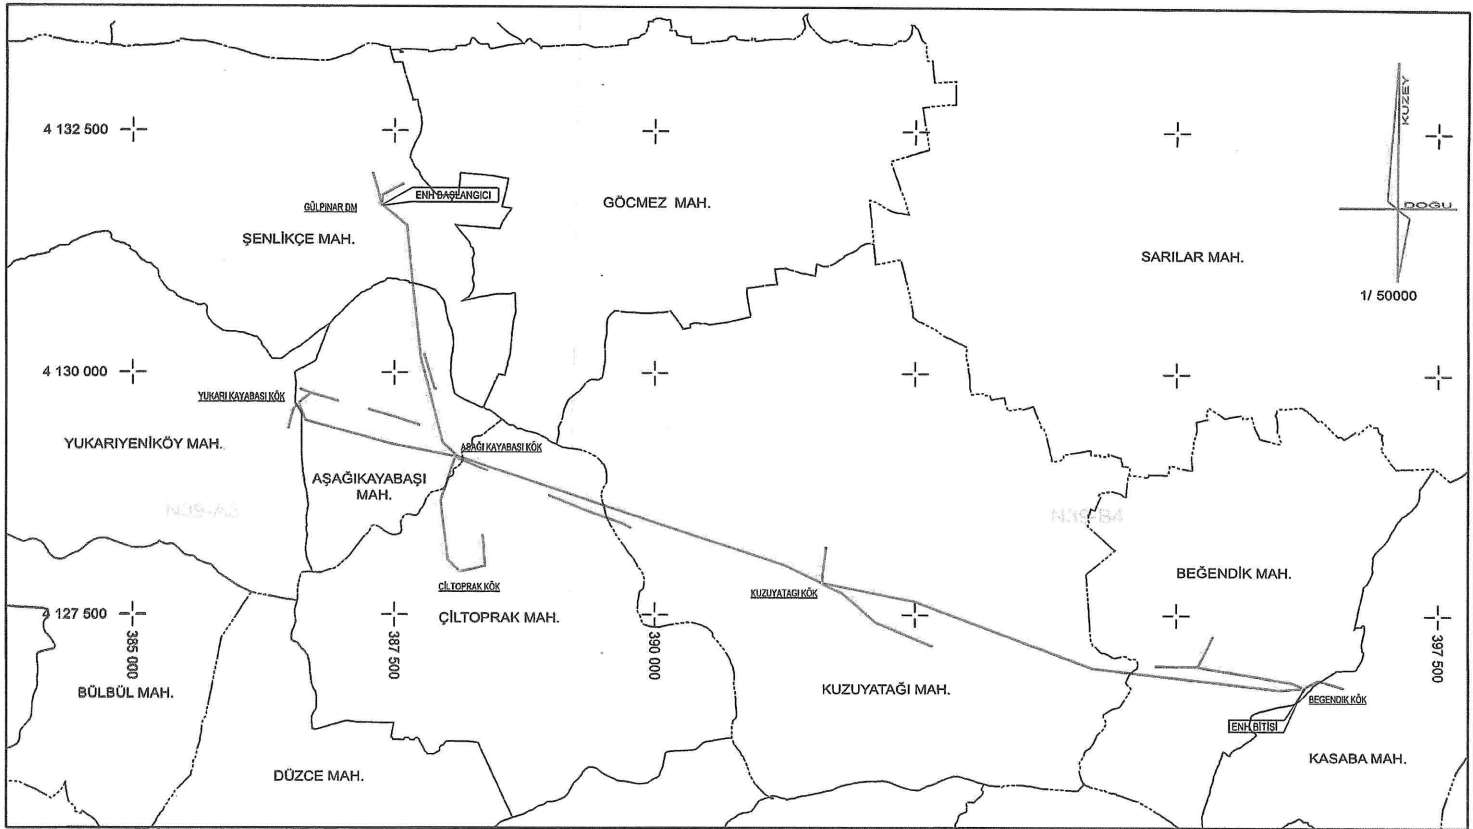 4 132 500
KUZEY
ENH BAŞLANGICI
GÜLPINAR DM
GÖCMEZ MAH.
DOĞU
ŞENLİKÇE MAH.
SARILAR MAH.
1/ 50000
4 130 000
YUKARI KAYABASI KÖK
YUKARIYENİKÖY MAH.
AŞAĞI KAYABASI KÖK
AŞAĞIKAYABAŞI
MAH.
N39-A3
N39-B4
BEĞENDİK MAH.
ÇİLTOPRAK KÖK
KUZUYATAGI KÖK
4 127 500
ÇİLTOPRAK MAH.
385 000
387 500
390 000
397 500
BÜLBÜL MAH.
KUZUYATAĞI MAH.
BEGENDIK KÖK
ENH BİTİŞİ
DÜZCE MAH.
KASABA MAH.